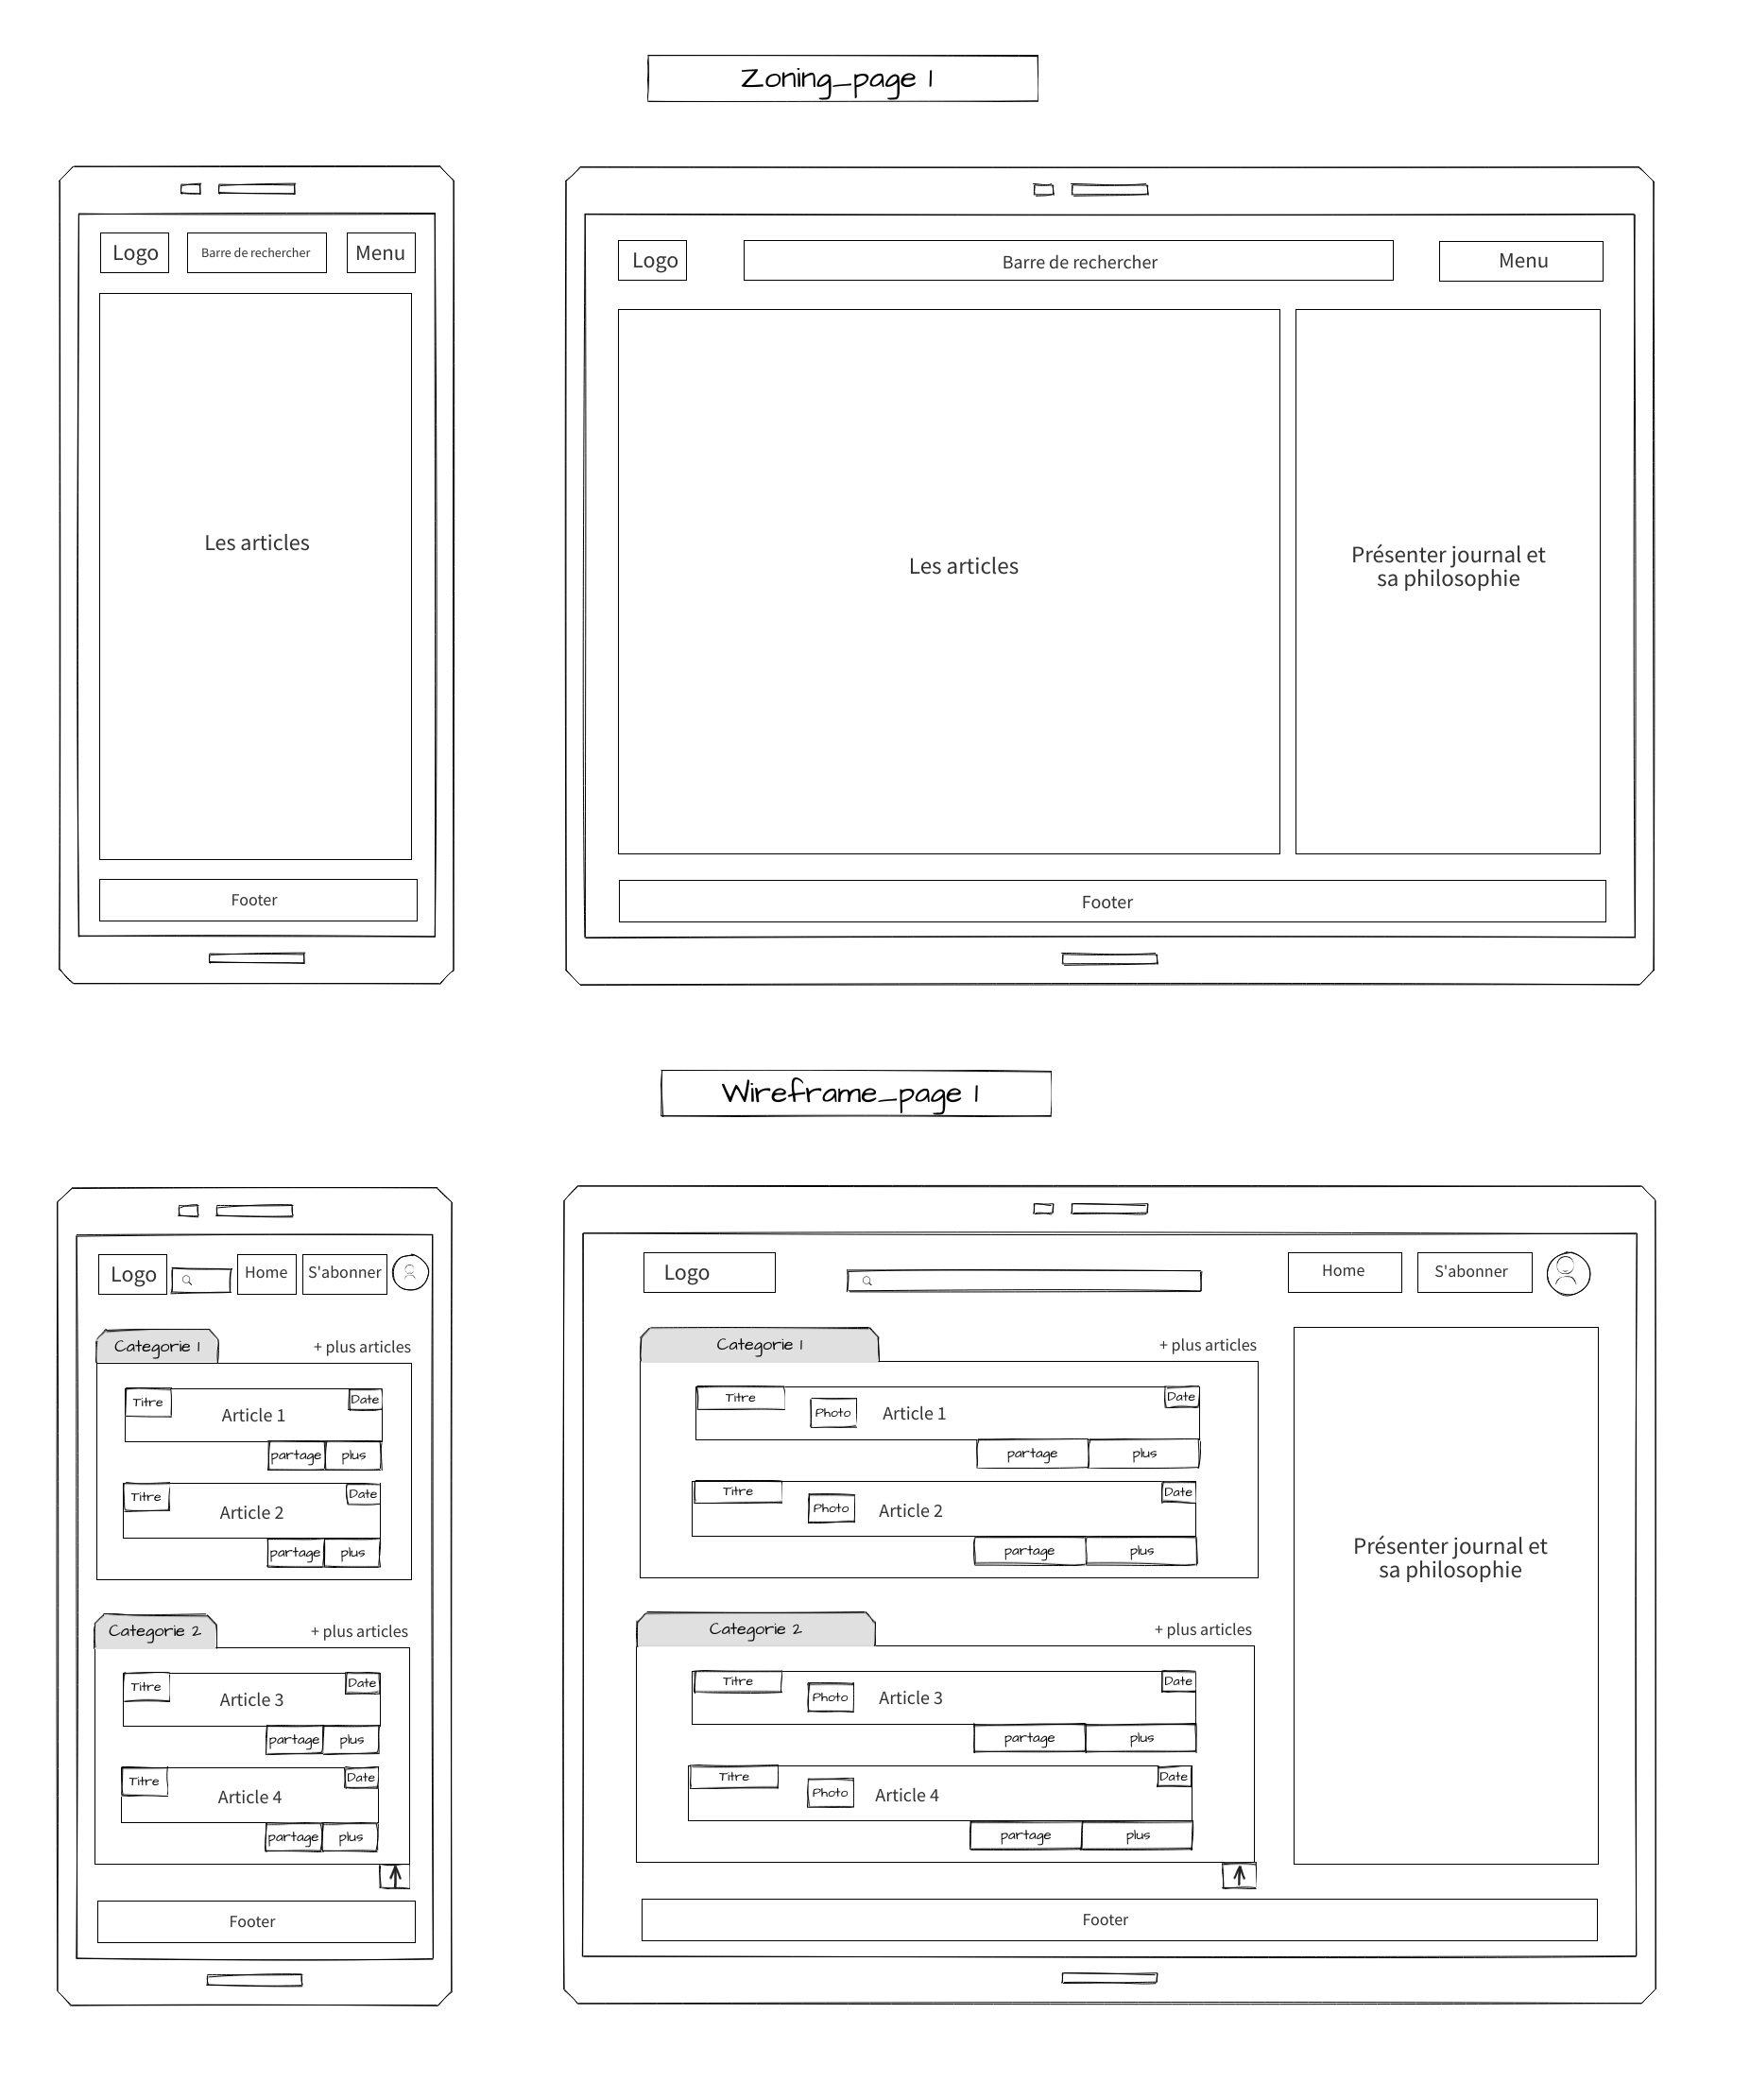 Zoning_page 1
Logo
Barre de rechercher
Menu
Les articles
Footer
Logo
Barre de rechercher
Menu
Les articles
Présenter journal et
sa philosophie
Footer
Wireframe_page 1
Logo
Home
S'abonner
Categorie 1
+ plus articles
Titre
Article 1
Date
partage
plus
Titre
Article 2
Date
partage
plus
Categorie 2
+ plus articles
Titre
Article 3
Date
partage
plus
Titre
Article 4
Date
partage
plus
Footer
Logo
Home
S'abonner
Categorie 1
+ plus articles
Titre
Photo
Article 1
Date
partage
plus
Titre
Photo
Article 2
Date
partage
plus
Categorie 2
+ plus articles
Titre
Photo
Article 3
Date
partage
plus
Titre
Photo
Article 4
Date
partage
plus
Présenter journal et
sa philosophie
Footer